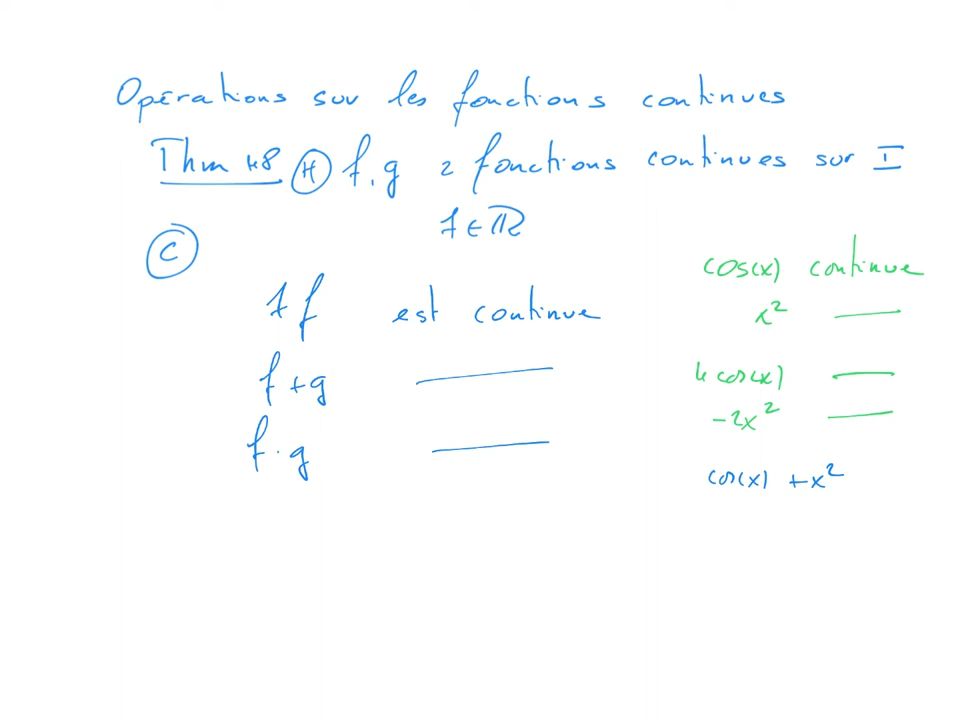 Opérations sur les fonctions continues
Thm 48 (H) f, g 2 fonctions continues sur I
λ ∈ ℝ
(C)
λ f est continue
f + g ———
f · g ———
cos(x) continue
x² ———
4 cos(x) ———
-2x² ———
cos(x) + x²